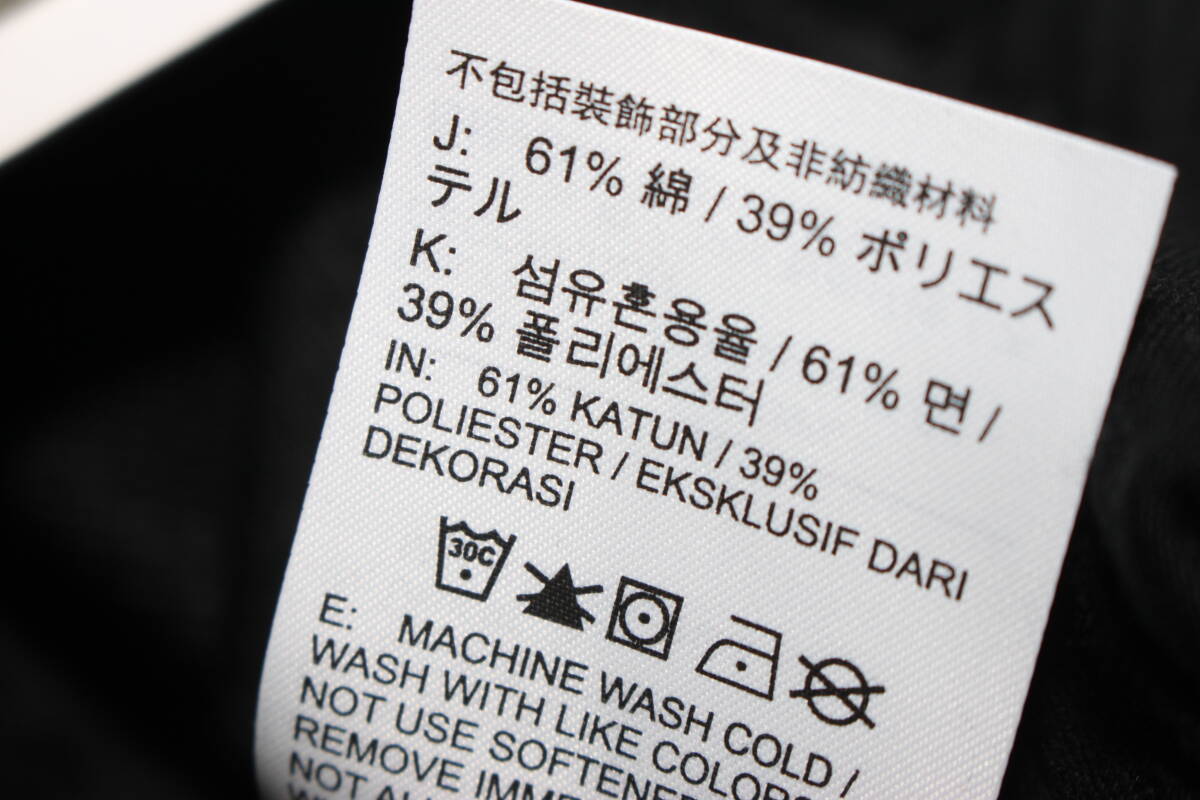 不包括裝飾部分及非紡織材料
J: 61% 綿 / 39% ポリエス
テル
K: 섬유혼용율 / 61% 면 /
39% 폴리에스터
IN: 61% KATUN / 39%
POLIESTER / EKSKLUSIF DARI
DEKORASI
30C
E: MACHINE WASH COLD /
WASH WITH LIKE COLORS
NOT USE SOFTENER
REMOVE
NOT